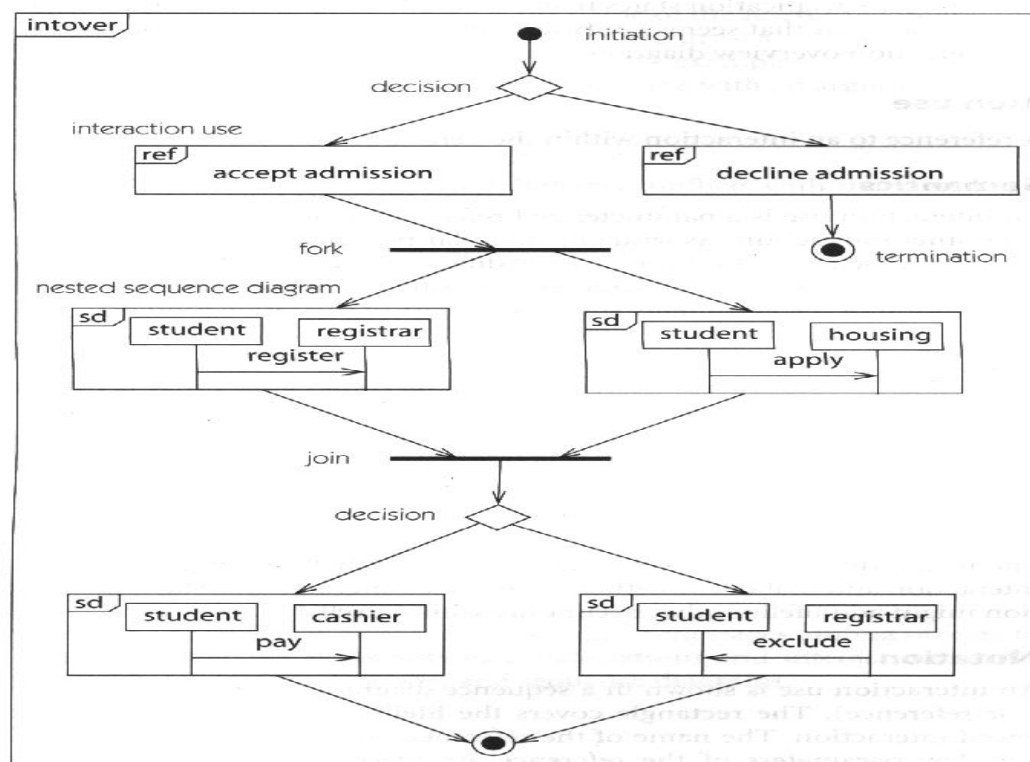 intover
initiation
decision
interaction use
ref
accept admission
ref
decline admission
fork
termination
nested sequence diagram
sd
student
registrar
register
sd
student
housing
apply
join
decision
sd
student
cashier
pay
sd
student
registrar
exclude